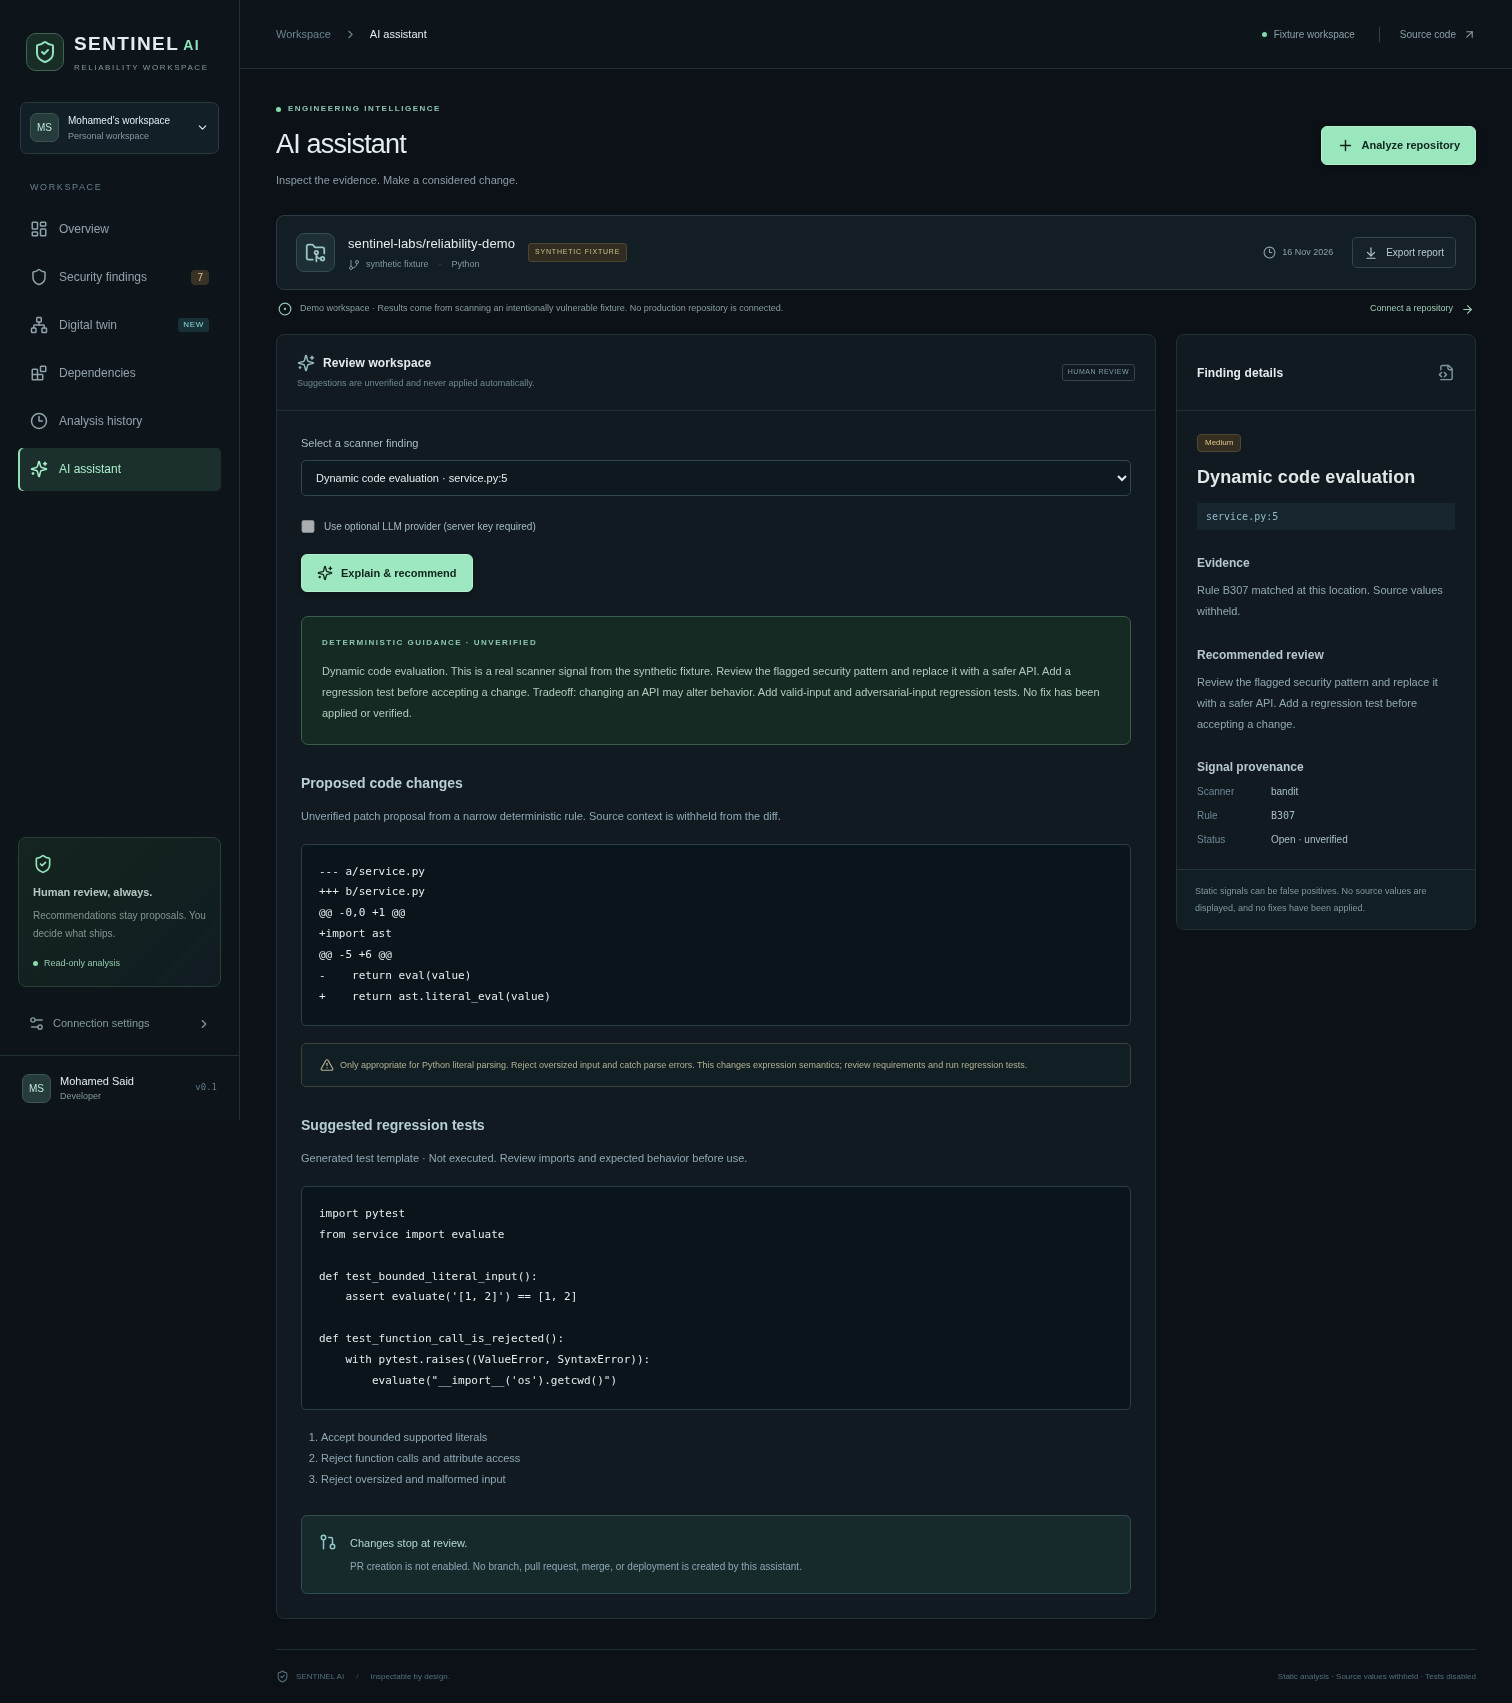 SENTINEL AI
RELIABILITY WORKSPACE
MS
Mohamed's workspace
Personal workspace
WORKSPACE
Overview
Security findings
7
Digital twin
NEW
Dependencies
Analysis history
AI assistant
Human review, always.
Recommendations stay proposals. You
decide what ships.
Read-only analysis
Connection settings
MS
Mohamed Said
Developer
v0.1
Workspace
AI assistant
Fixture workspace
Source code
ENGINEERING INTELLIGENCE
AI assistant
Inspect the evidence. Make a considered change.
Analyze repository
sentinel-labs/reliability-demo
SYNTHETIC FIXTURE
synthetic fixture · Python
16 Nov 2026
Export report
Demo workspace · Results come from scanning an intentionally vulnerable fixture. No production repository is connected.
Connect a repository
Review workspace
Suggestions are unverified and never applied automatically.
HUMAN REVIEW
Select a scanner finding
Dynamic code evaluation · service.py:5
Use optional LLM provider (server key required)
Explain & recommend
DETERMINISTIC GUIDANCE · UNVERIFIED
Dynamic code evaluation. This is a real scanner signal from the synthetic fixture. Review the flagged security pattern and replace it with a safer API. Add a
regression test before accepting a change. Tradeoff: changing an API may alter behavior. Add valid-input and adversarial-input regression tests. No fix has been
applied or verified.
Proposed code changes
Unverified patch proposal from a narrow deterministic rule. Source context is withheld from the diff.
--- a/service.py
+++ b/service.py
@@ -0,0 +1 @@
+import ast
@@ -5 +6 @@
-    return eval(value)
+    return ast.literal_eval(value)
Only appropriate for Python literal parsing. Reject oversized input and catch parse errors. This changes expression semantics; review requirements and run regression tests.
Suggested regression tests
Generated test template · Not executed. Review imports and expected behavior before use.
import pytest
from service import evaluate
def test_bounded_literal_input():
    assert evaluate('[1, 2]') == [1, 2]
def test_function_call_is_rejected():
    with pytest.raises((ValueError, SyntaxError)):
        evaluate("__import__('os').getcwd()")
1. Accept bounded supported literals
2. Reject function calls and attribute access
3. Reject oversized and malformed input
Changes stop at review.
PR creation is not enabled. No branch, pull request, merge, or deployment is created by this assistant.
Finding details
Medium
Dynamic code evaluation
service.py:5
Evidence
Rule B307 matched at this location. Source values
withheld.
Recommended review
Review the flagged security pattern and replace it
with a safer API. Add a regression test before
accepting a change.
Signal provenance
Scanner bandit
Rule B307
Status Open · unverified
Static signals can be false positives. No source values are
displayed, and no fixes have been applied.
SENTINEL AI / Inspectable by design.
Static analysis · Source values withheld · Tests disabled